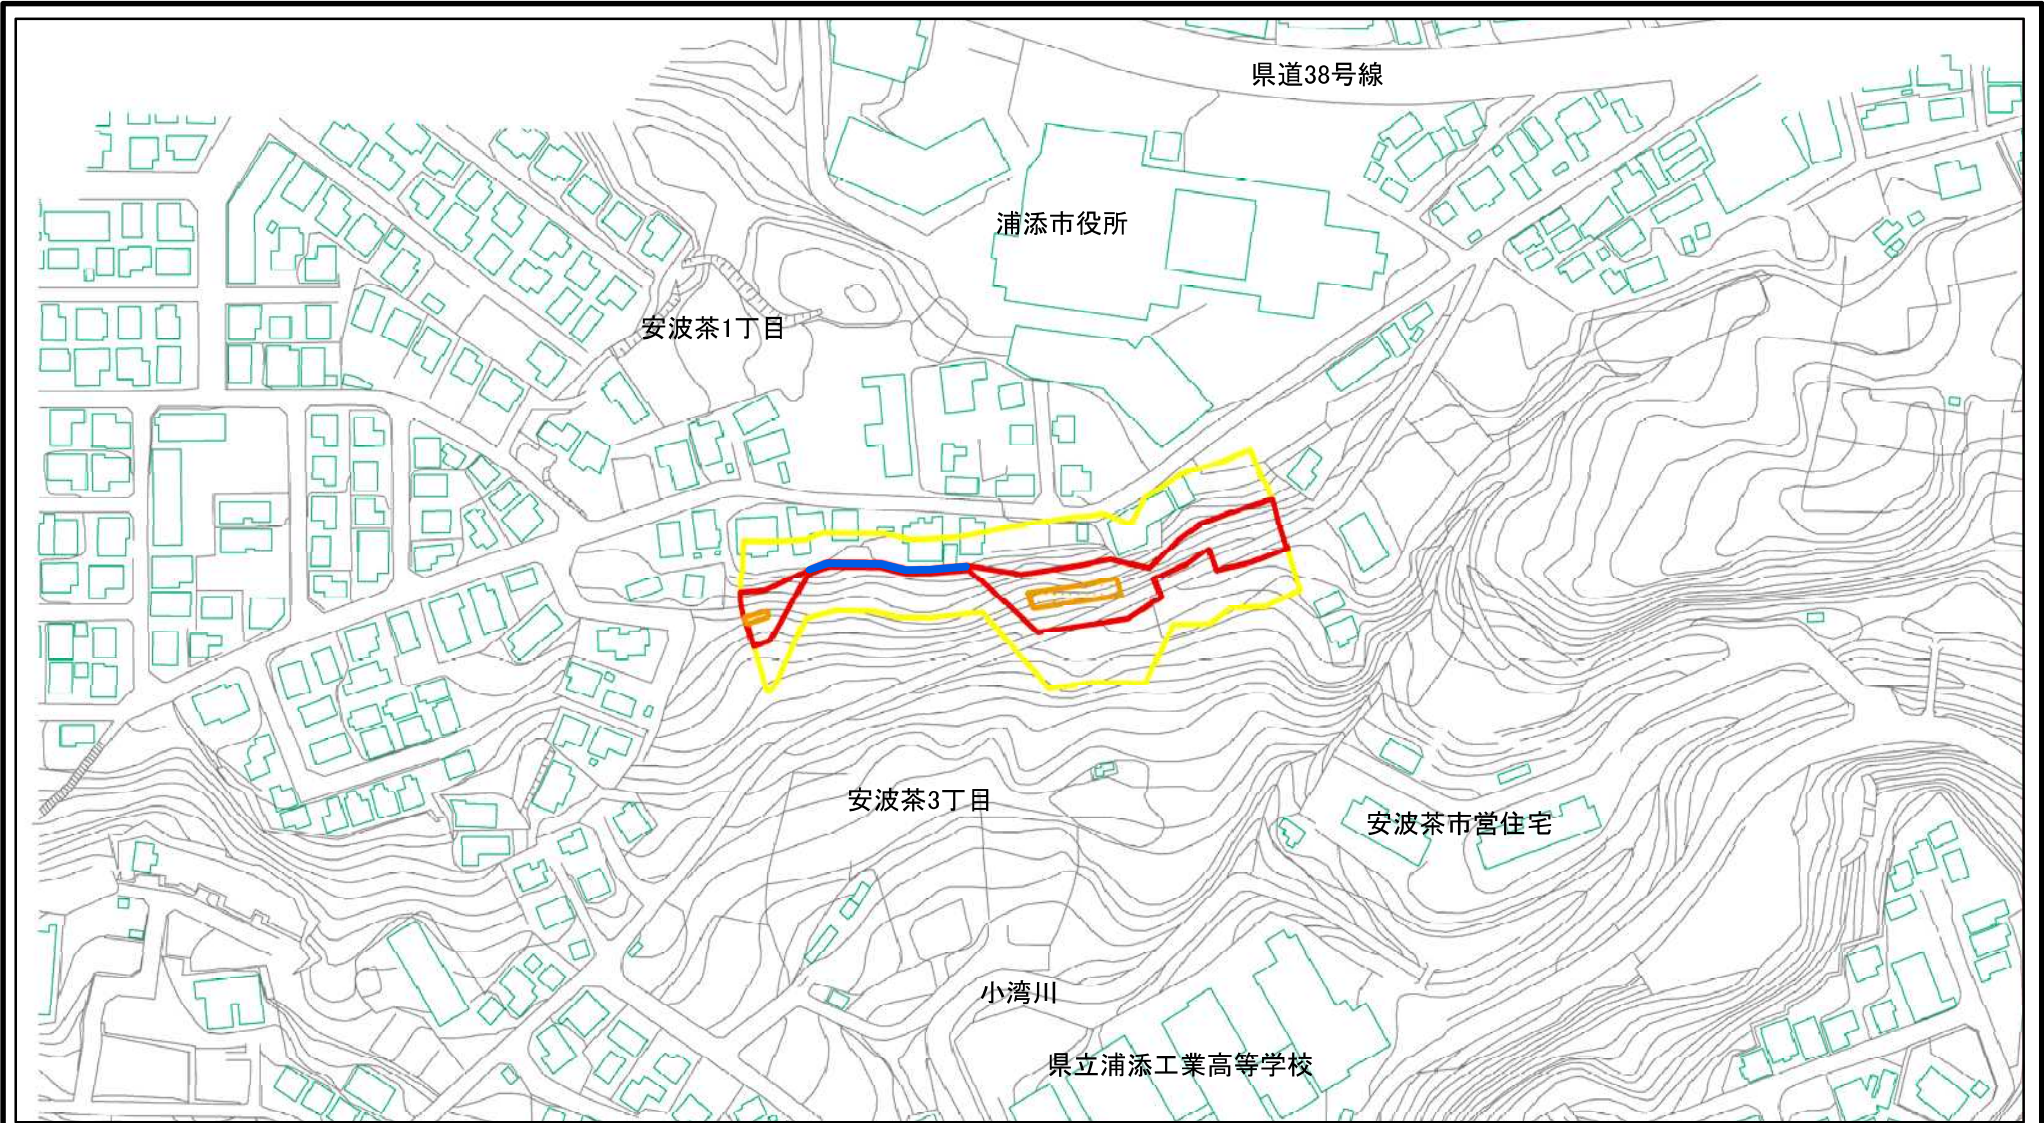 県道38号線
浦添市役所
安波茶1丁目
安波茶3丁目
安波茶市営住宅
小湾川
県立浦添工業高等学校